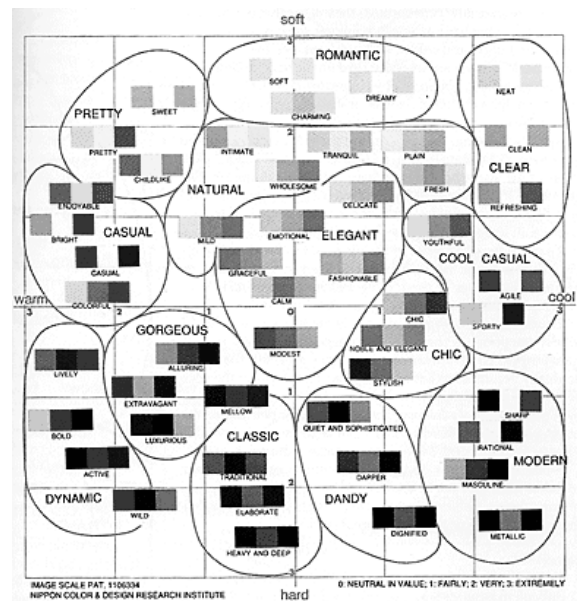 soft
3
ROMANTIC
SOFT
DREAMY
NEAT
PRETTY
SWEET
CHARMING
2
2
PRETTY
INTIMATE
TRANQUIL
PLAIN
CLEAN
CHILDLIKE
WHOLESOME
FRESH
CLEAR
ENJOYABLE
NATURAL
DELICATE
REFRESHING
BRIGHT
CASUAL
MILD
EMOTIONAL
ELEGANT
YOUTHFUL
CASUAL
GRACEFUL
FASHIONABLE
COOL CASUAL
AGILE
COLORFUL
CALM
CHIC
SPORTY
warm
cool
3
2
1
0
1
3
GORGEOUS
MODEST
NOBLE AND ELEGANT
CHIC
LIVELY
ALLURING
STYLISH
EXTRAVAGANT
MELLOW
1
SHARP
BOLD
LUXURIOUS
CLASSIC
QUIET AND SOPHISTICATED
RATIONAL
ACTIVE
TRADITIONAL
DAPPER
MODERN
MASCULINE
2
DYNAMIC
WILD
ELABORATE
DANDY
HEAVY AND DEEP
DIGNIFIED
METALLIC
3
IMAGE SCALE PAT. 1106334
NIPPON COLOR & DESIGN RESEARCH INSTITUTE
0: NEUTRAL IN VALUE; 1: FAIRLY; 2: VERY; 3: EXTREMELY
hard